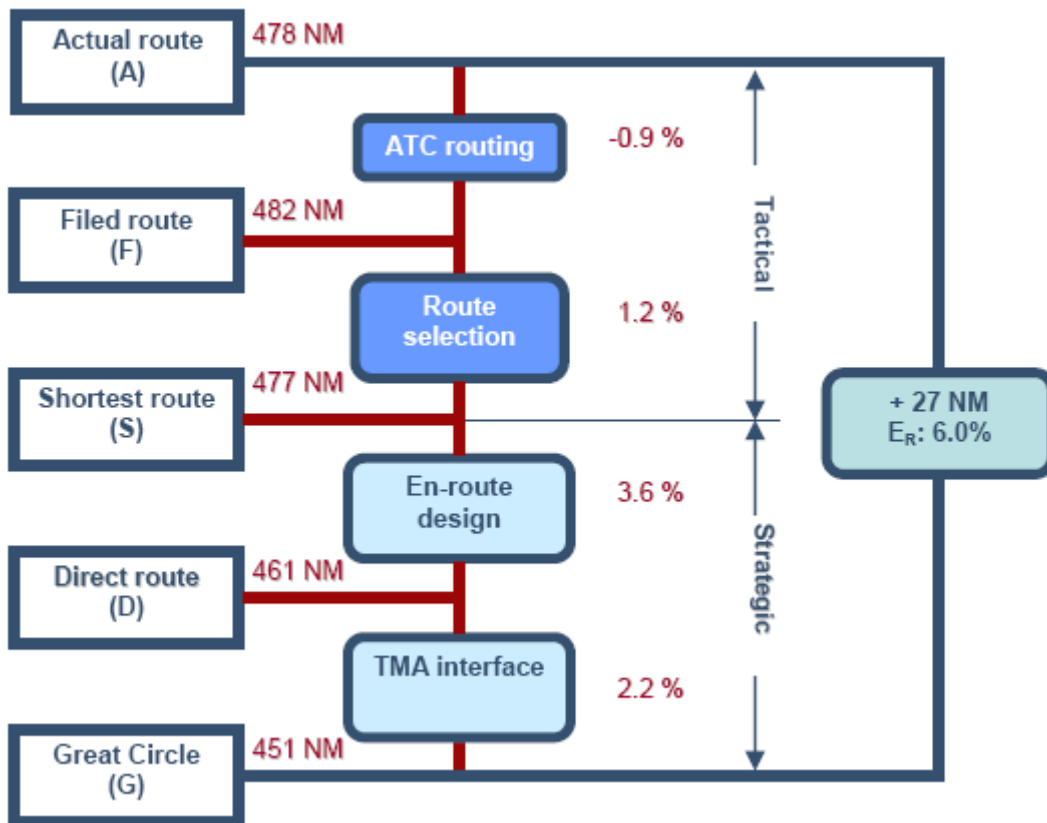 Actual route
(A)
478 NM
ATC routing
-0.9 %
Filed route
(F)
482 NM
Tactical
Route
selection
1.2 %
Shortest route
(S)
477 NM
+ 27 NM
E_R: 6.0%
En-route
design
3.6 %
Strategic
Direct route
(D)
461 NM
TMA interface
2.2 %
Great Circle
(G)
451 NM